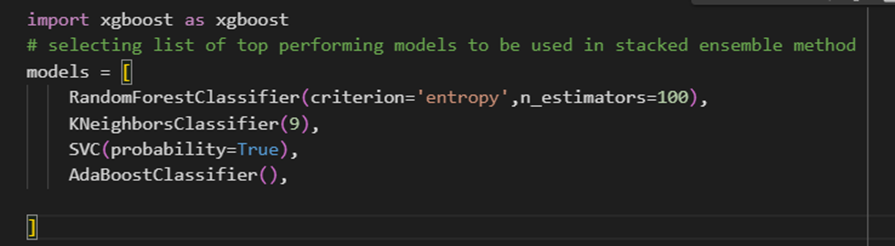 import xgboost as xgboost
# selecting list of top performing models to be used in stacked ensemble method
models = [
    RandomForestClassifier(criterion='entropy',n_estimators=100),
    KNeighborsClassifier(9),
    SVC(probability=True),
    AdaBoostClassifier(),
]